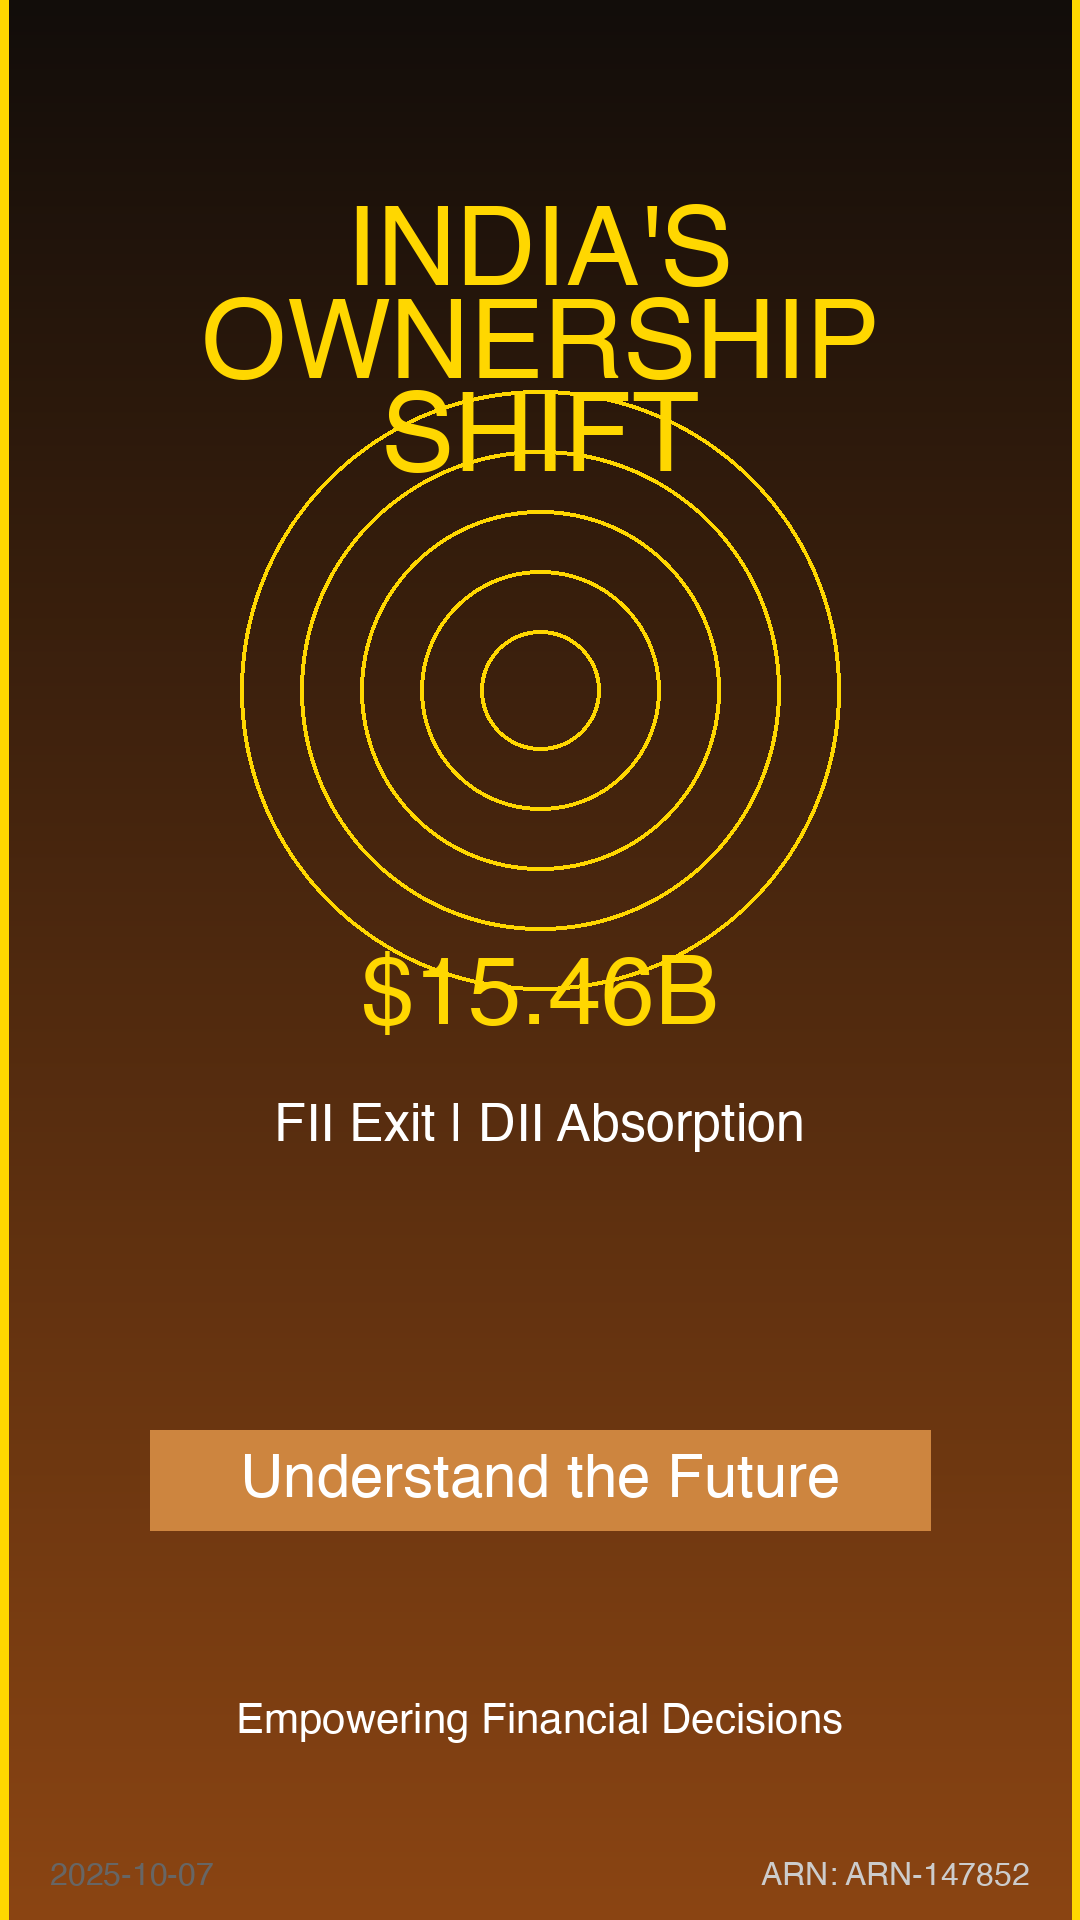 INDIA'S
OWNERSHIP
SHIFT
$15.46B
FII Exit | DII Absorption
Understand the Future
Empowering Financial Decisions
2025-10-07
ARN: ARN-147852